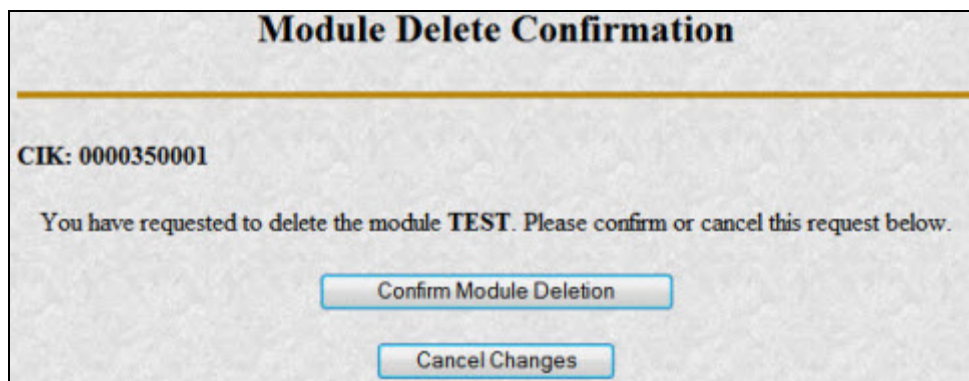 Module Delete Confirmation
CIK: 0000350001
You have requested to delete the module TEST. Please confirm or cancel this request below.
Confirm Module Deletion
Cancel Changes